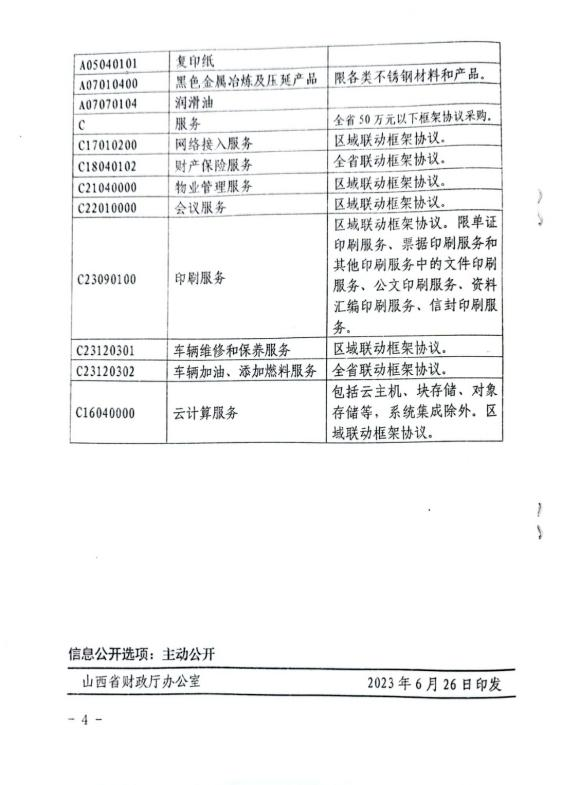 A05040101 复印纸
A07010400 黑色金属冶炼及压延产品 限各类不锈钢材料和产品。
A07070104 润滑油
C 服务 全省50万元以下框架协议采购。
C17010200 网络接入服务 区域联动框架协议。
C18040102 财产保险服务 全省联动框架协议。
C21040000 物业管理服务 区域联动框架协议。
C22010000 会议服务 区域联动框架协议。
C23090100 印刷服务 区域联动框架协议。限单证
印刷服务、票据印刷服务和
其他印刷服务中的文件印刷
服务、公文印刷服务、资料
汇编印刷服务、信封印刷服
务。
C23120301 车辆维修和保养服务 区域联动框架协议。
C23120302 车辆加油、添加燃料服务 全省联动框架协议。
C16040000 云计算服务 包括云主机、块存储、对象
存储等，系统集成除外。区
域联动框架协议。
信息公开选项：主动公开
山西省财政厅办公室 2023年6月26日印发
- 4 -